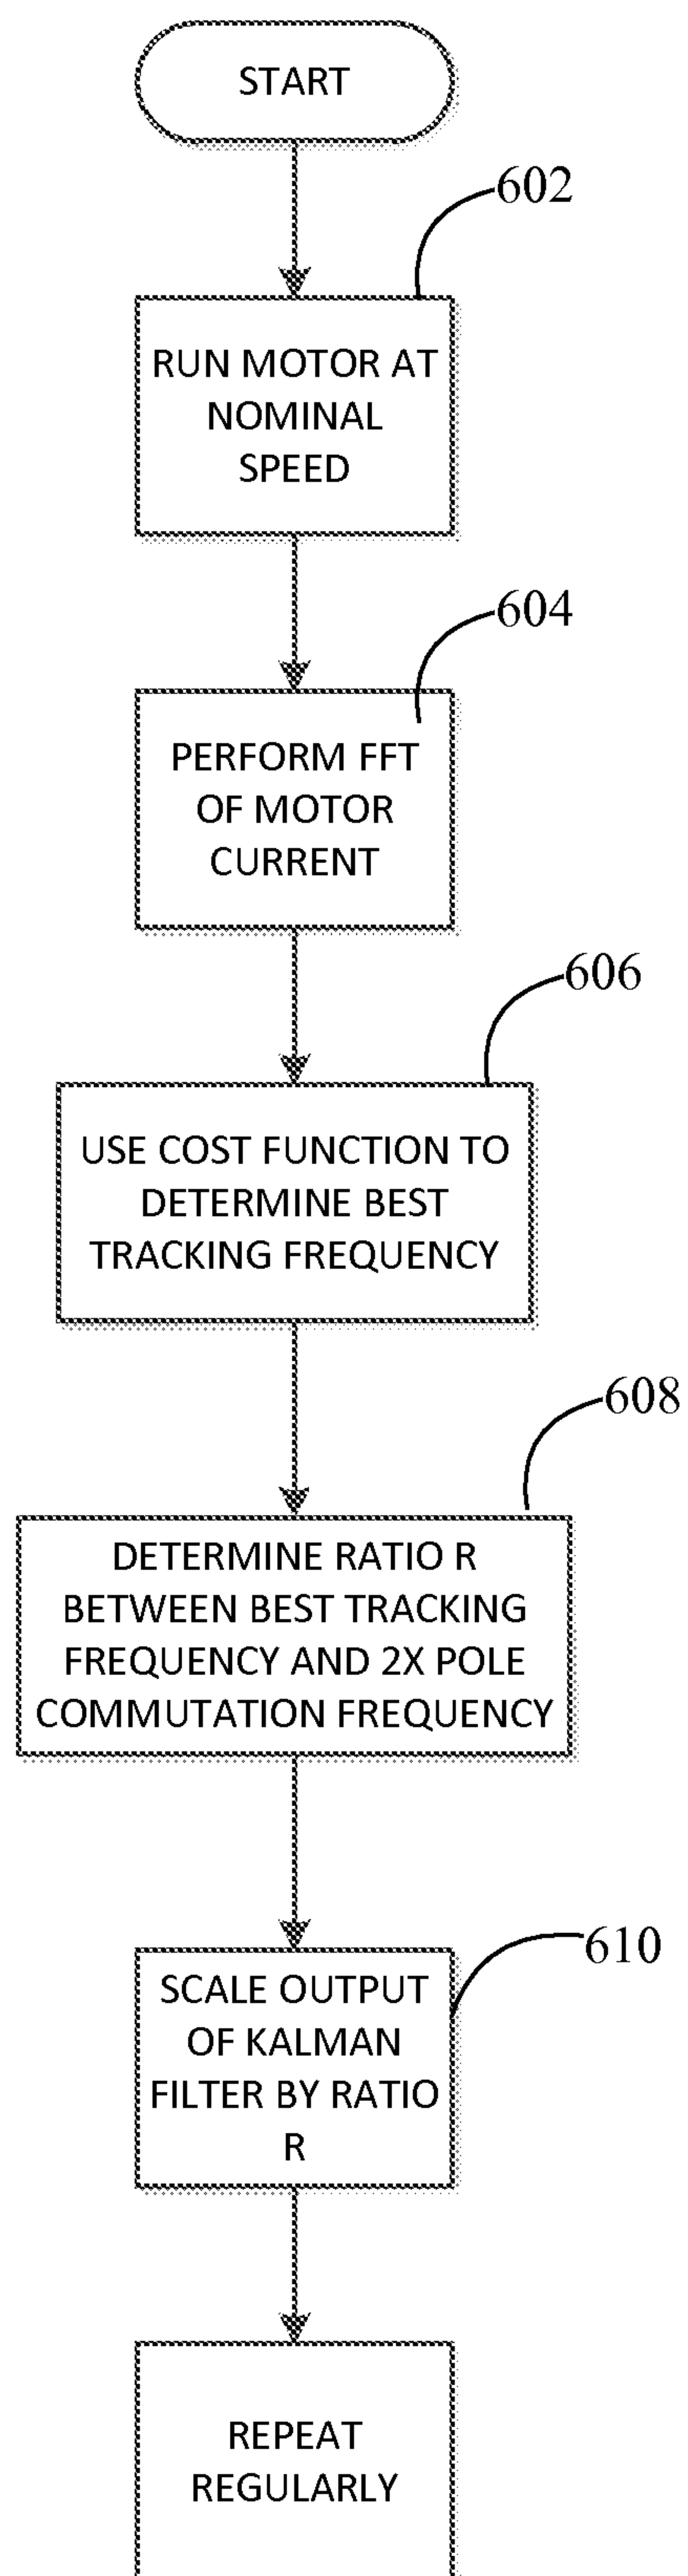 START
602
RUN MOTOR AT
NOMINAL
SPEED
604
PERFORM FFT
OF MOTOR
CURRENT
606
USE COST FUNCTION TO
DETERMINE BEST
TRACKING FREQUENCY
608
DETERMINE RATIO R
BETWEEN BEST TRACKING
FREQUENCY AND 2X POLE
COMMUTATION FREQUENCY
610
SCALE OUTPUT
OF KALMAN
FILTER BY RATIO
R
REPEAT
REGULARLY